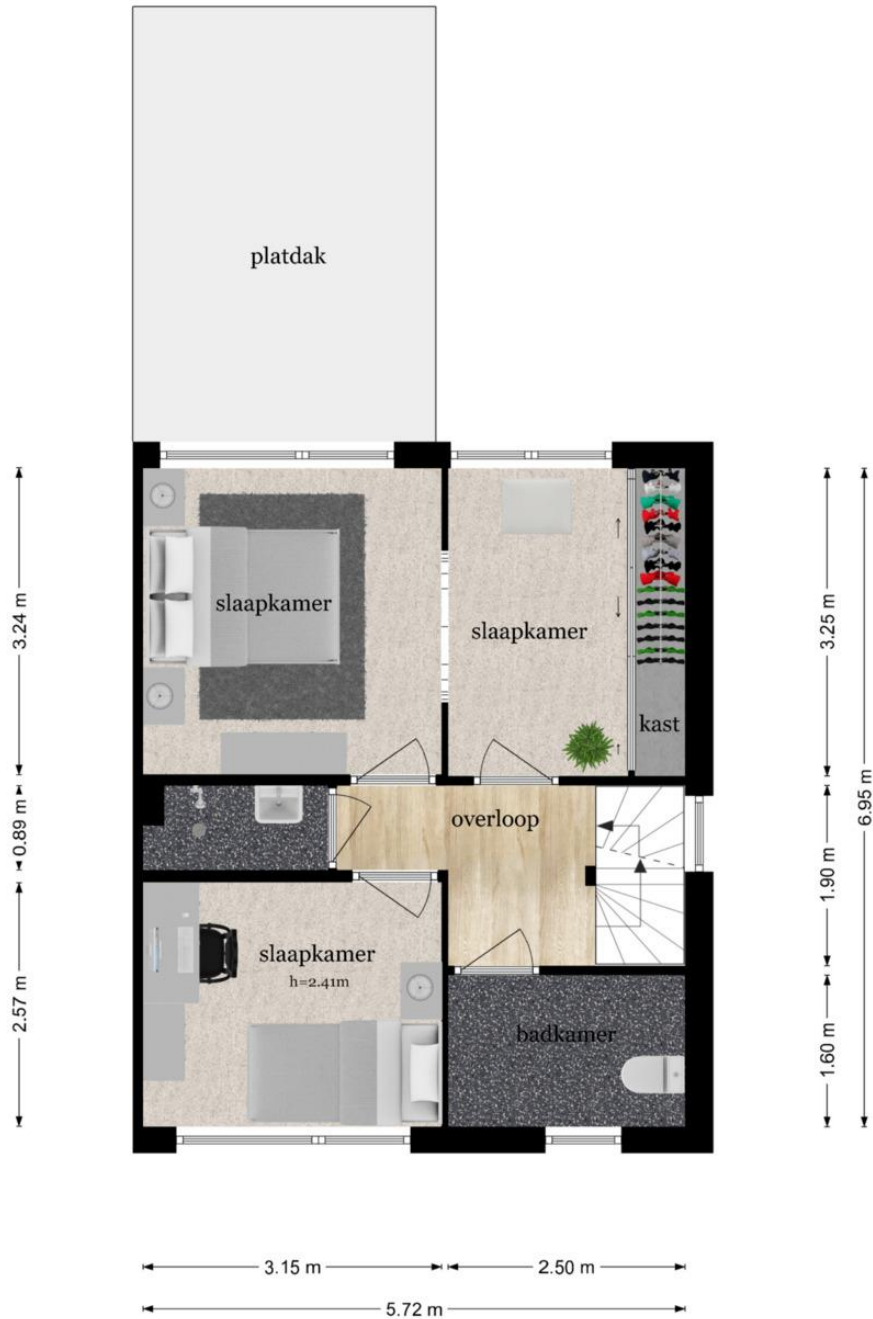 platdak
slaapkamer
slaapkamer
kast
overloop
slaapkamer
h=2.41m
badkamer
3.24 m
0.89 m
2.57 m
3.25 m
1.90 m
1.60 m
6.95 m
3.15 m
2.50 m
5.72 m